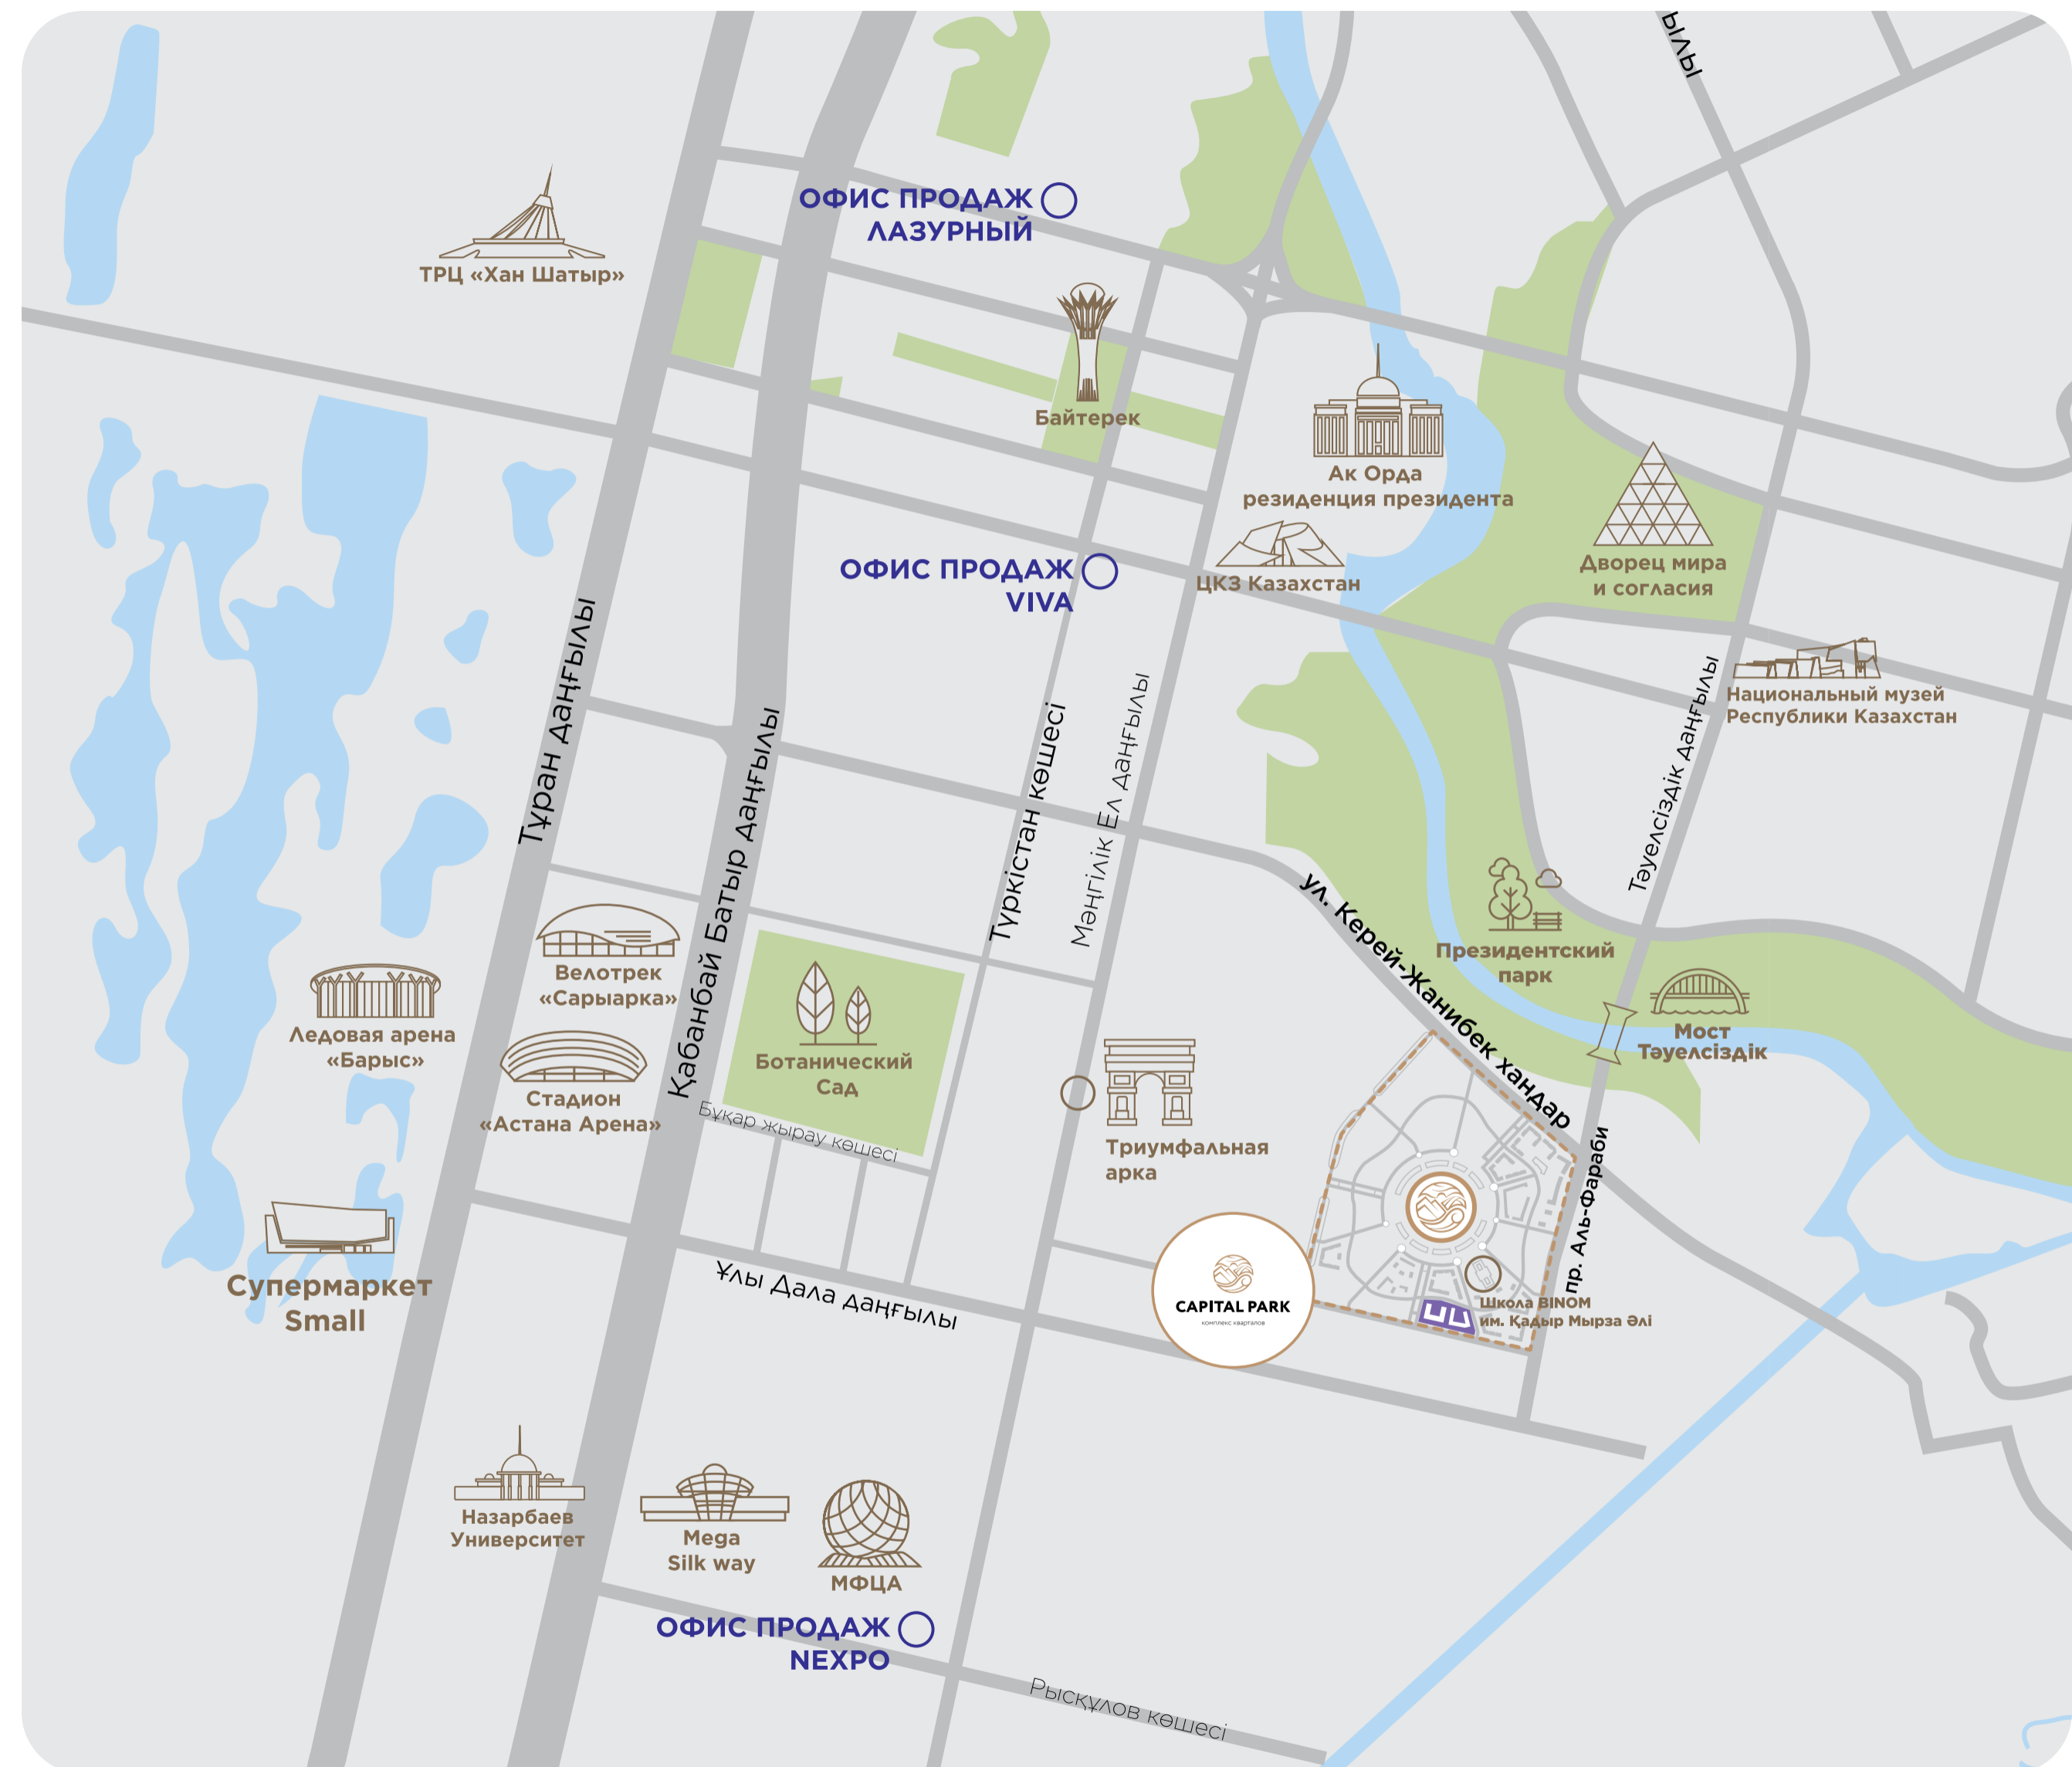 ЫЛЫ
ОФИС ПРОДАЖ
ЛАЗУРНЫЙ
ТРЦ «Хан Шатыр»
Байтерек
Ак Орда
резиденция президента
ЦКЗ Казахстан
ОФИС ПРОДАЖ
VIVA
Дворец мира
и согласия
Национальный музей
Республики Казахстан
Тұран даңғылы
Қабанбай Батыр даңғылы
Түркістан көшесі
Мәңгілік Ел даңғылы
Тәуелсіздік даңғылы
ул. Керей-Жанибек хандар
Президентский
парк
Мост
Тәуелсіздік
Велотрек
«Сарыарка»
Ледовая арена
«Барыс»
Стадион
«Астана Арена»
Ботанический
Сад
Бұқар жырау көшесі
Триумфальная
арка
пр. Аль-Фараби
Супермаркет
Small
Ұлы Дала даңғылы
CAPITAL PARK
комплекс кварталов
Школа BINOM
им. Қадыр Мырза Әлі
Назарбаев
Университет
Mega
Silk way
МФЦА
ОФИС ПРОДАЖ
NEXPO
Рысқұлов көшесі